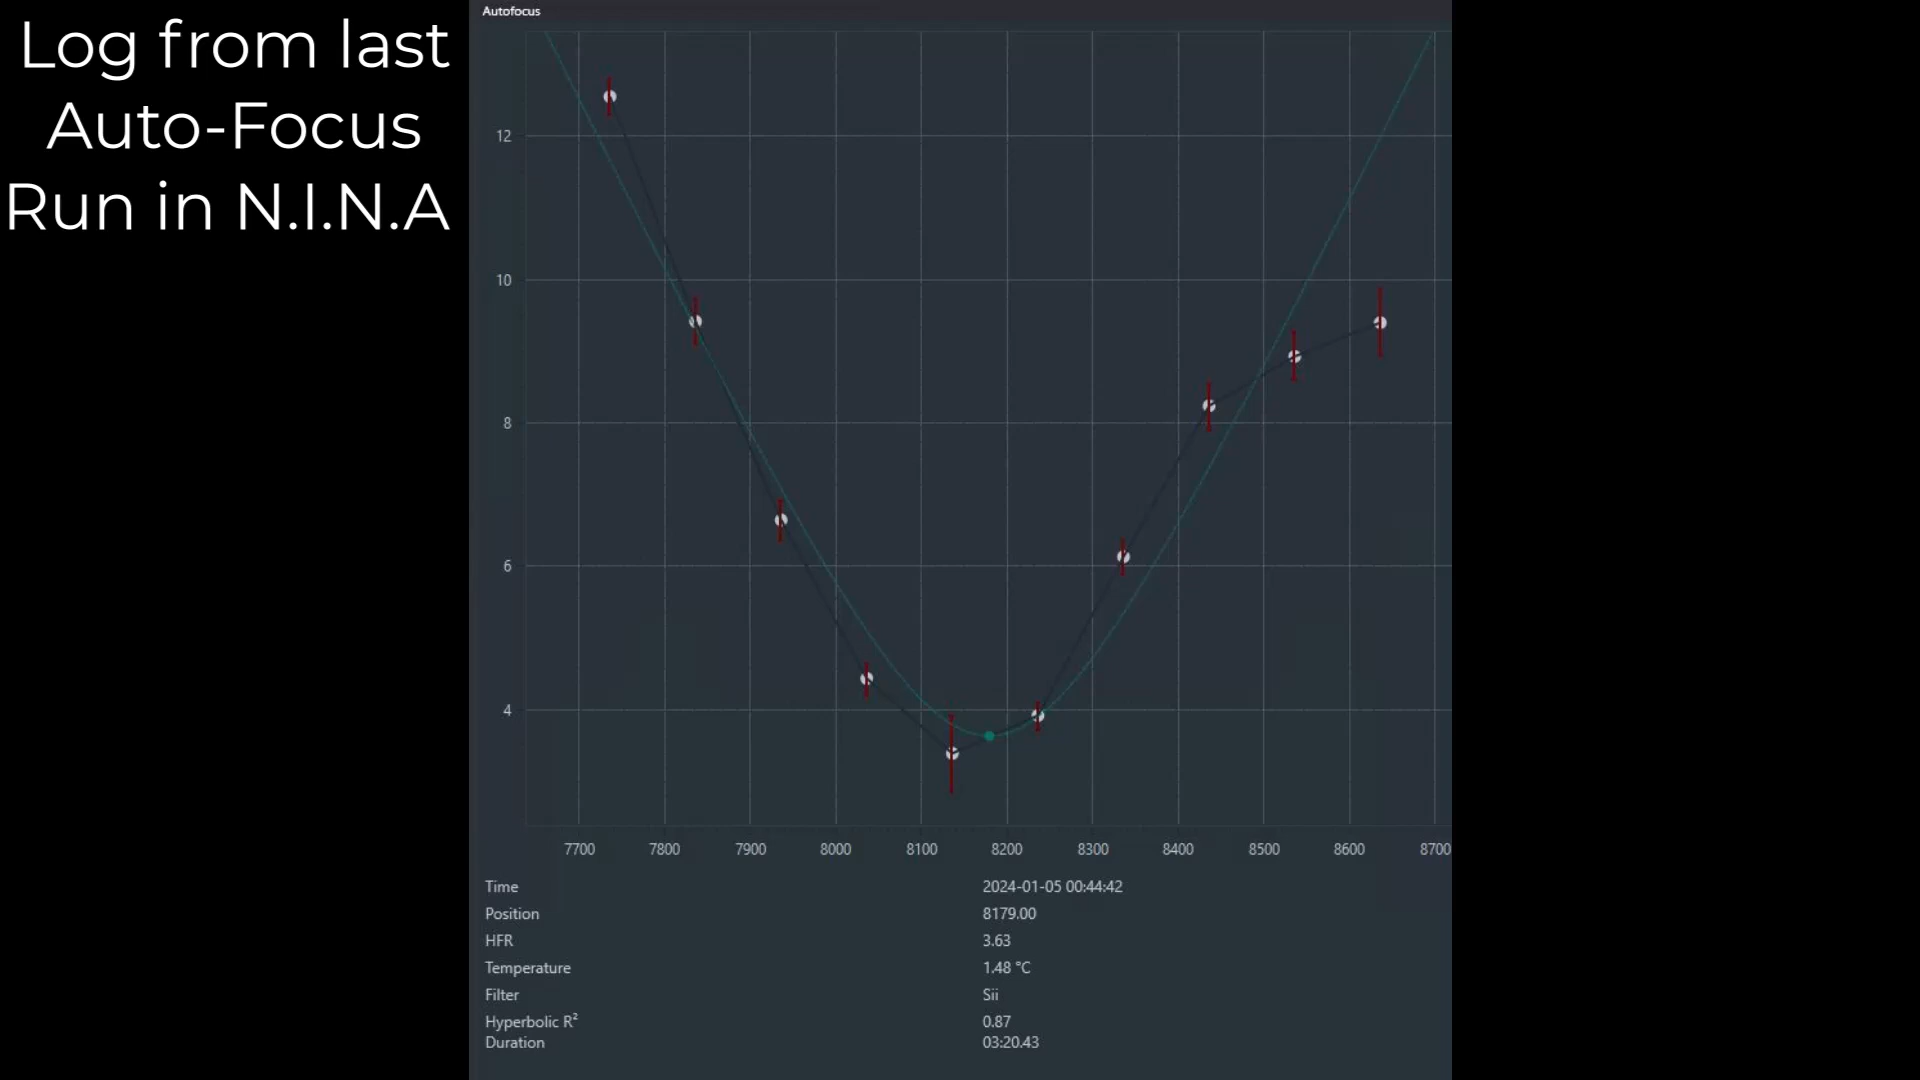 Log from last
Auto-Focus
Run in N.I.N.A
Autofocus
12
10
8
6
4
7700 7800 7900 8000 8100 8200 8300 8400 8500 8600 8700
Time 2024-01-05 00:44:42
Position 8179.00
HFR 3.63
Temperature 1.48 °C
Filter Sii
Hyperbolic R² 0.87
Duration 03:20.43